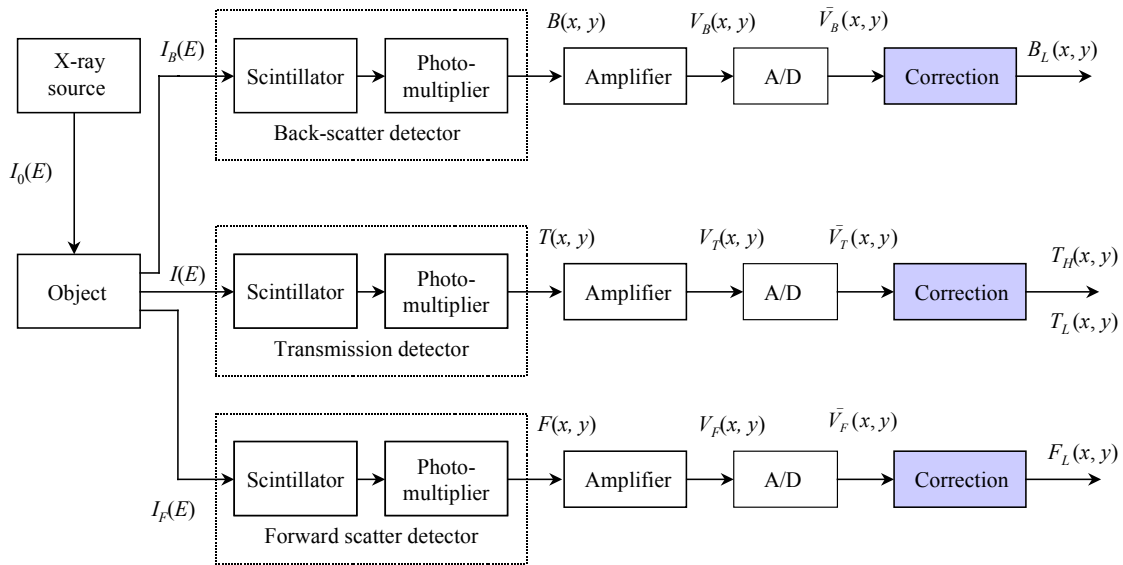 X-ray
source
I_B(E)
Scintillator
Photo-
multiplier
Back-scatter detector
B(x, y)
Amplifier
V_B(x, y)
A/D
V̄_B(x, y)
Correction
B_L(x, y)
I_0(E)
Object
I(E)
Scintillator
Photo-
multiplier
Transmission detector
T(x, y)
Amplifier
V_T(x, y)
A/D
V̄_T(x, y)
Correction
T_H(x, y)
T_L(x, y)
I_F(E)
Scintillator
Photo-
multiplier
Forward scatter detector
F(x, y)
Amplifier
V_F(x, y)
A/D
V̄_F(x, y)
Correction
F_L(x, y)